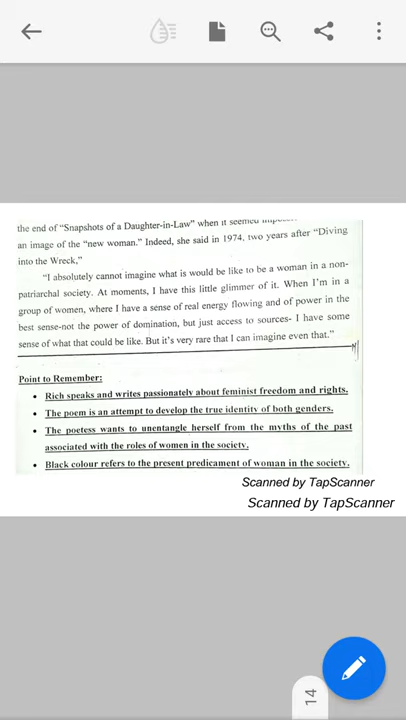 the end of "Snapshots of a Daughter-in-Law" when it seemed
an image of the "new woman." Indeed, she said in 1974, two years after "Diving
into the Wreck,"
"I absolutely cannot imagine what is would be like to be a woman in a non-
patriarchal society. At moments, I have this little glimmer of it. When I'm in a
group of women, where I have a sense of real energy flowing and of power in the
best sense-not the power of domination, but just access to sources- I have some
sense of what that could be like. But it's very rare that I can imagine even that."
Point to Remember:
• Rich speaks and writes passionately about feminist freedom and rights.
• The poem is an attempt to develop the true identity of both genders.
• The poetess wants to unentangle herself from the myths of the past
associated with the roles of women in the society.
• Black colour refers to the present predicament of woman in the society.
Scanned by TapScanner
Scanned by TapScanner
14